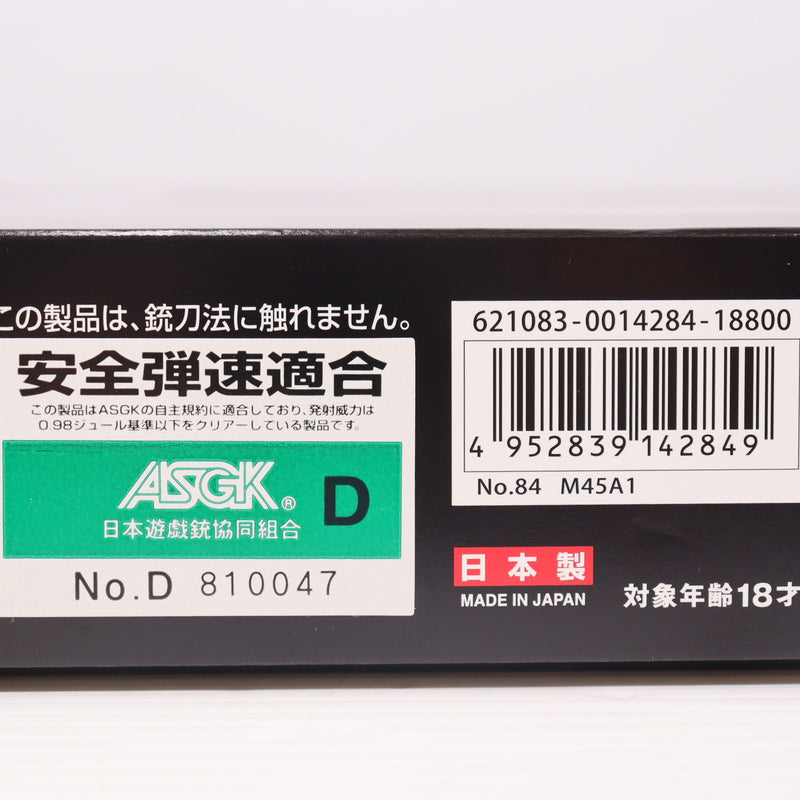 この製品は、銃刀法に触れません。
安全弾速適合
この製品はASGKの自主規約に適合しており、発射威力は
0.98ジュール基準以下をクリアーしている製品です。
ASGK® D
日本遊戯銃協同組合
No.D 810047
621083-0014284-18800
4 952839 142849
No.84 M45A1
日本製
MADE IN JAPAN
対象年齢18才